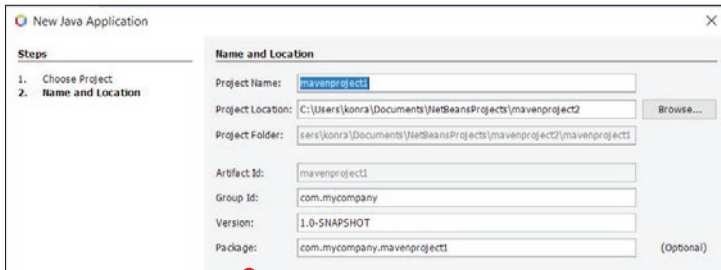 New Java Application
Steps
1. Choose Project
2. Name and Location
Name and Location
Project Name: mavenproject1
Project Location: C:\Users\konra\Documents\NetBeansProjects\mavenproject2 Browse...
Project Folder: sers\konra\Documents\NetBeansProjects\mavenproject2\mavenproject1
Artifact Id: mavenproject1
Group Id: com.mycompany
Version: 1.0-SNAPSHOT
Package: com.mycompany.mavenproject1 (Optional)